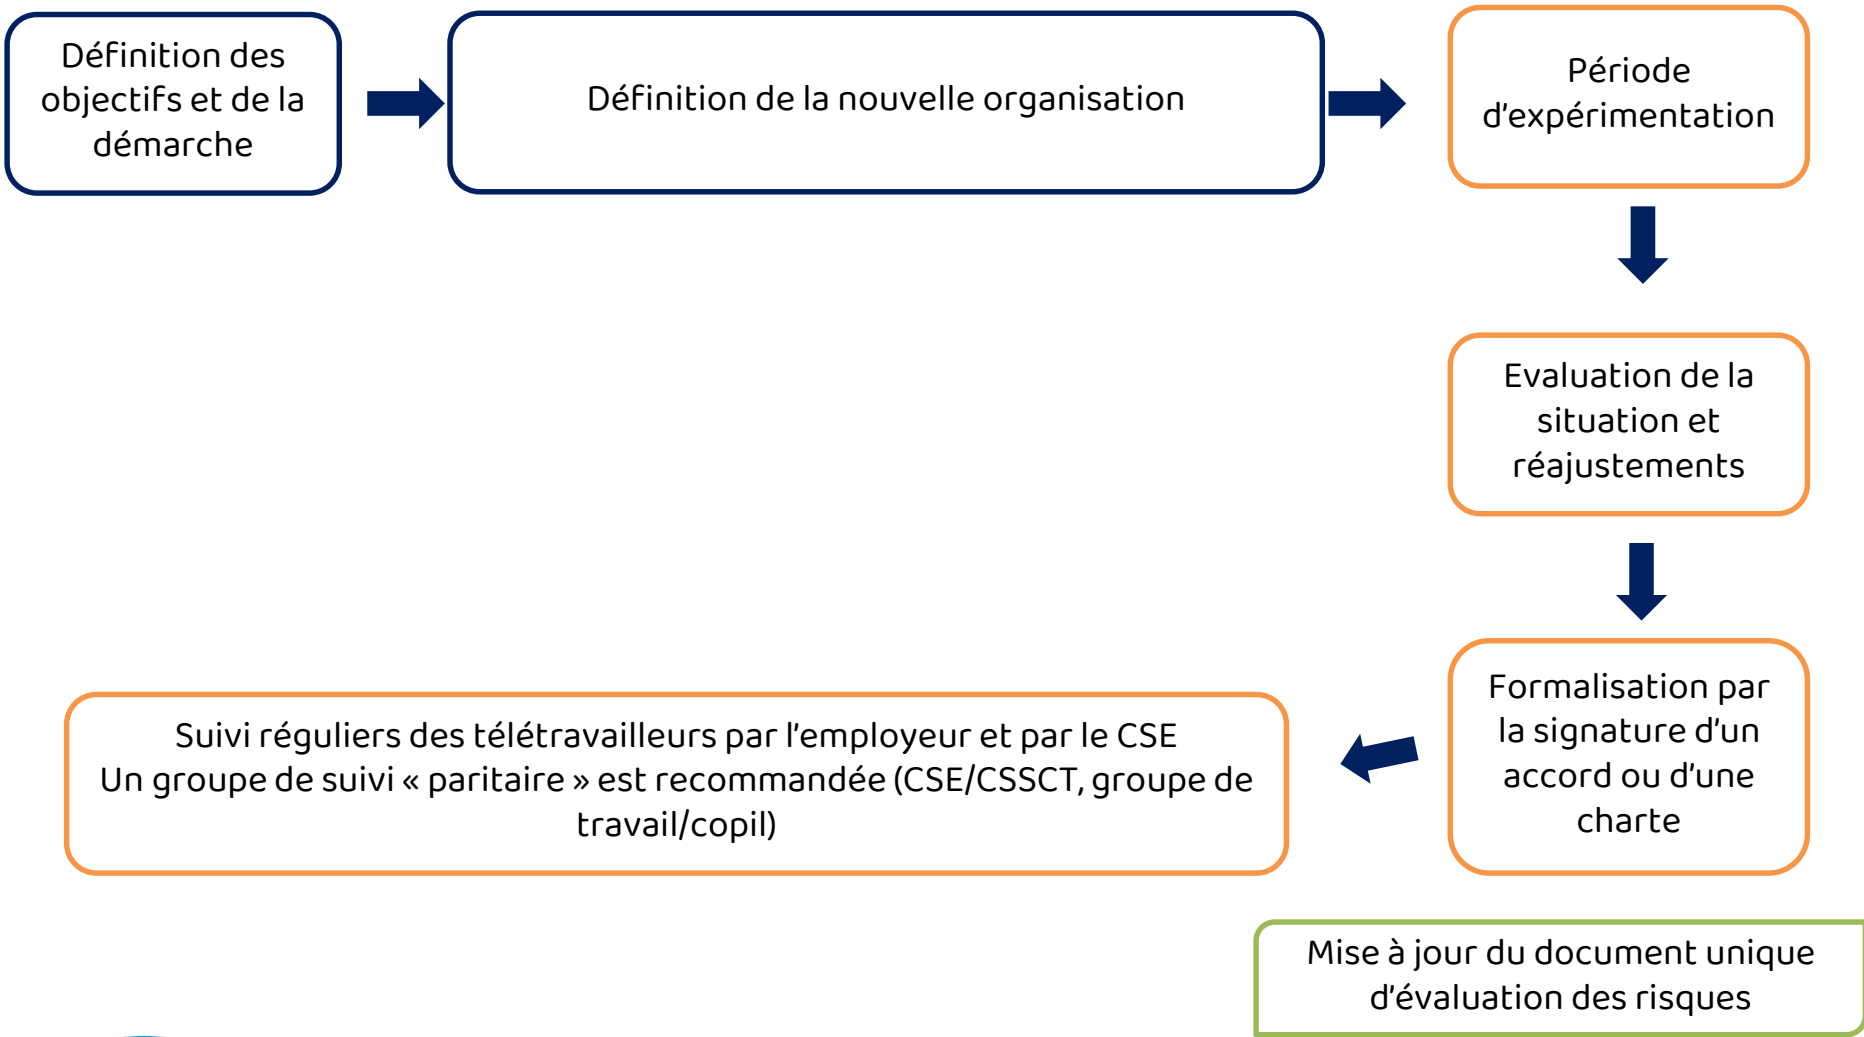 Définition des
objectifs et de la
démarche
Définition de la nouvelle organisation
Période
d'expérimentation
Evaluation de la
situation et
réajustements
Formalisation par
la signature d'un
accord ou d'une
charte
Suivi réguliers des télétravailleurs par l'employeur et par le CSE
Un groupe de suivi « paritaire » est recommandée (CSE/CSSCT, groupe de
travail/copil)
Mise à jour du document unique
d'évaluation des risques